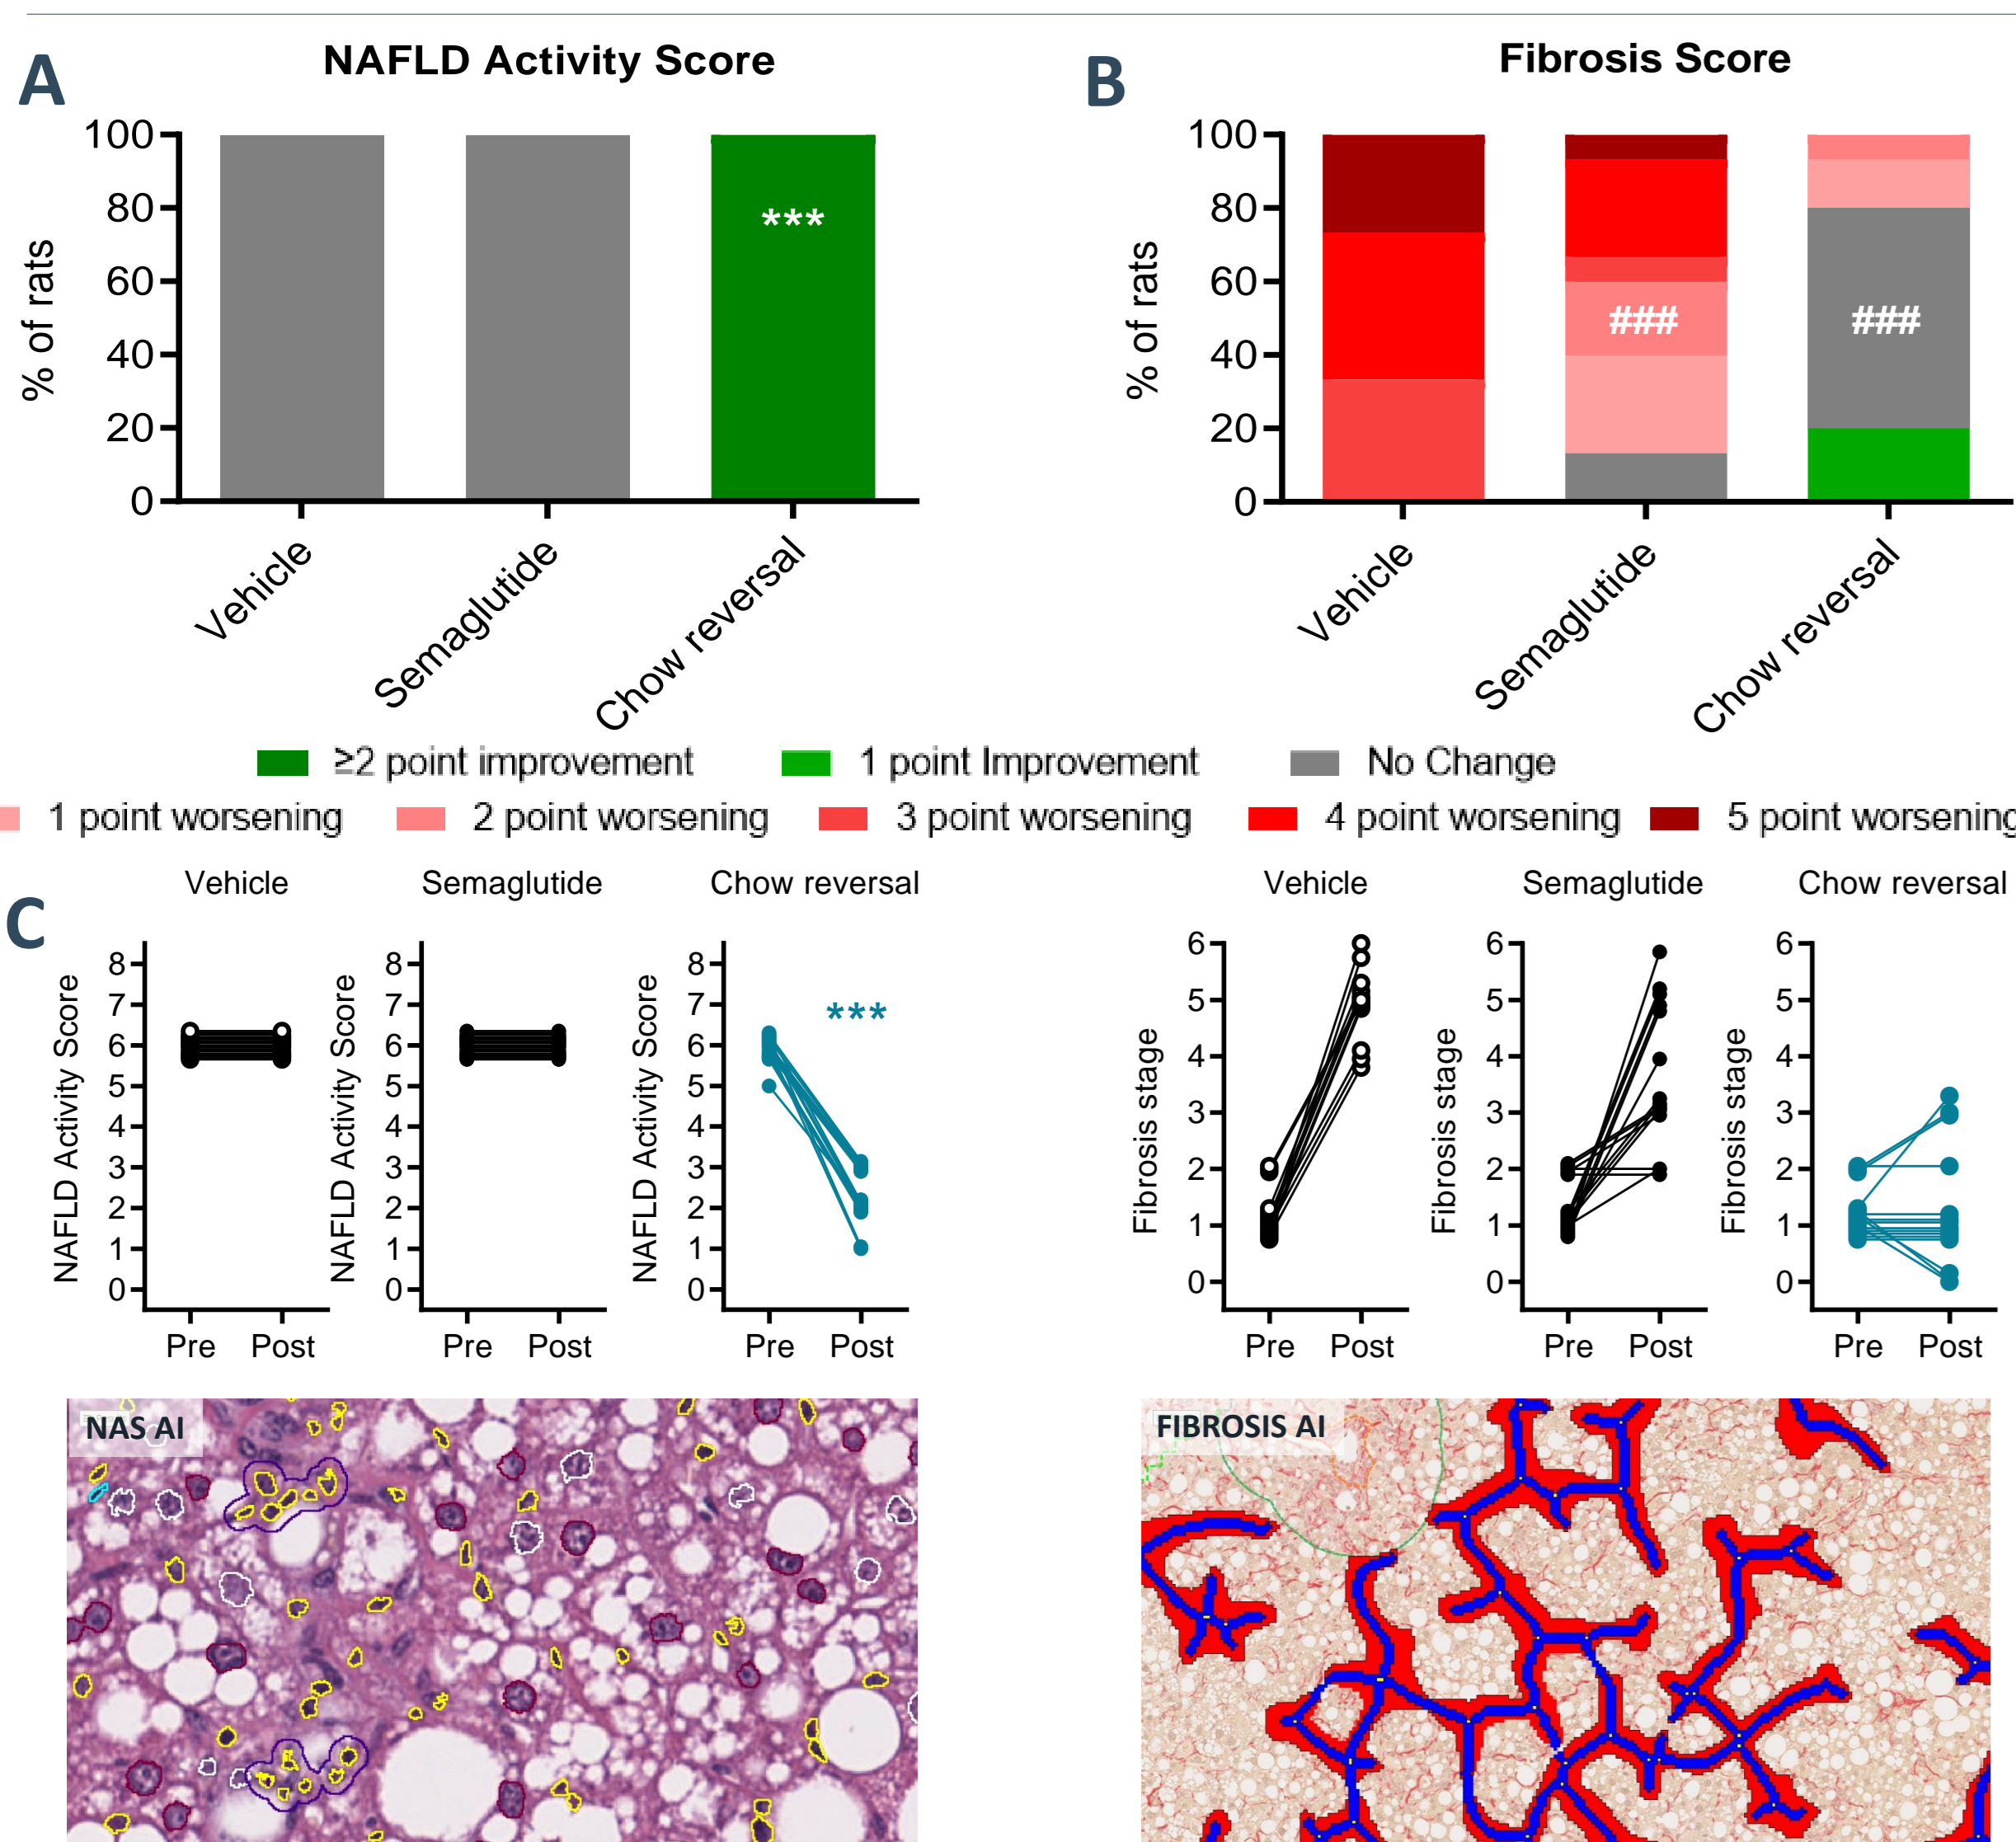 A
NAFLD Activity Score
% of rats
100
80
60
40
20
0
***
Vehicle
Semaglutide
Chow reversal
B
Fibrosis Score
% of rats
100
80
60
40
20
0
###
###
Vehicle
Semaglutide
Chow reversal
≥2 point improvement
1 point Improvement
No Change
1 point worsening
2 point worsening
3 point worsening
4 point worsening
5 point worsening
C
Vehicle
NAFLD Activity Score
8
7
6
5
4
3
2
1
0
Pre Post
Semaglutide
NAFLD Activity Score
8
7
6
5
4
3
2
1
0
Pre Post
Chow reversal
NAFLD Activity Score
8
7
6
5
4
3
2
1
0
***
Pre Post
Vehicle
Fibrosis stage
6
5
4
3
2
1
0
Pre Post
Semaglutide
Fibrosis stage
6
5
4
3
2
1
0
Pre Post
Chow reversal
Fibrosis stage
6
5
4
3
2
1
0
Pre Post
NAS AI
FIBROSIS AI